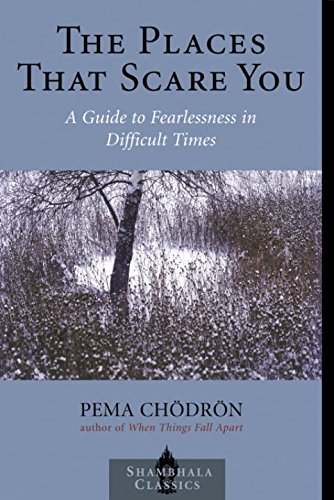 THE PLACES
THAT SCARE YOU
A Guide to Fearlessness in
Difficult Times
PEMA CHÖDRÖN
author of When Things Fall Apart
SHAMBHALA
CLASSICS